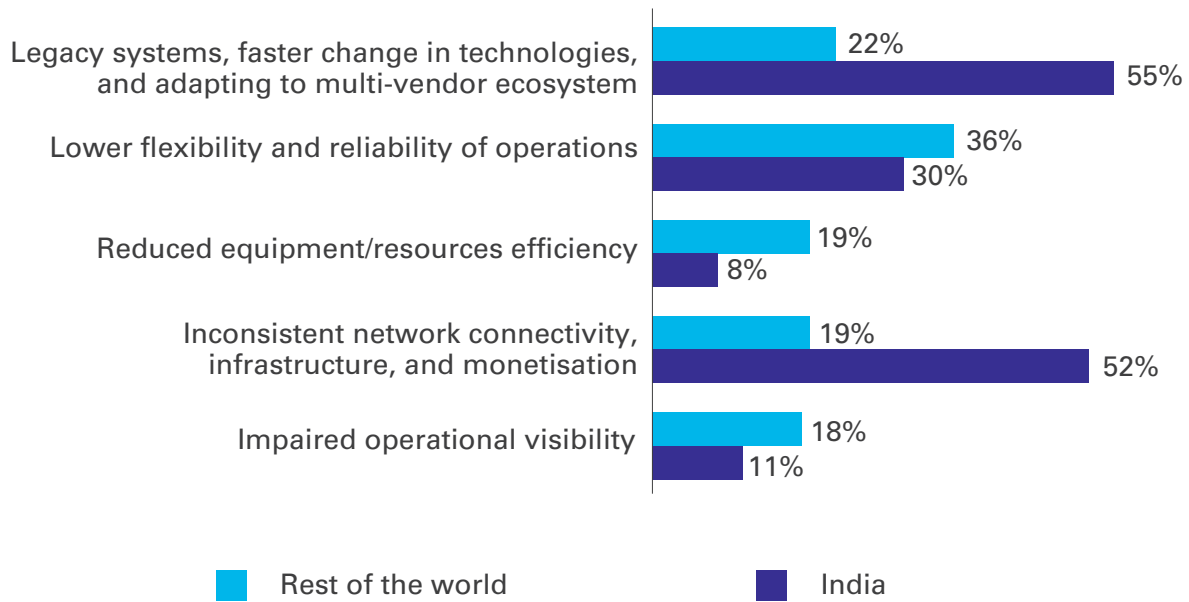 Legacy systems, faster change in technologies,
and adapting to multi-vendor ecosystem
22%
55%
Lower flexibility and reliability of operations
36%
30%
Reduced equipment/resources efficiency
19%
8%
Inconsistent network connectivity,
infrastructure, and monetisation
19%
52%
Impaired operational visibility
18%
11%
Rest of the world
India